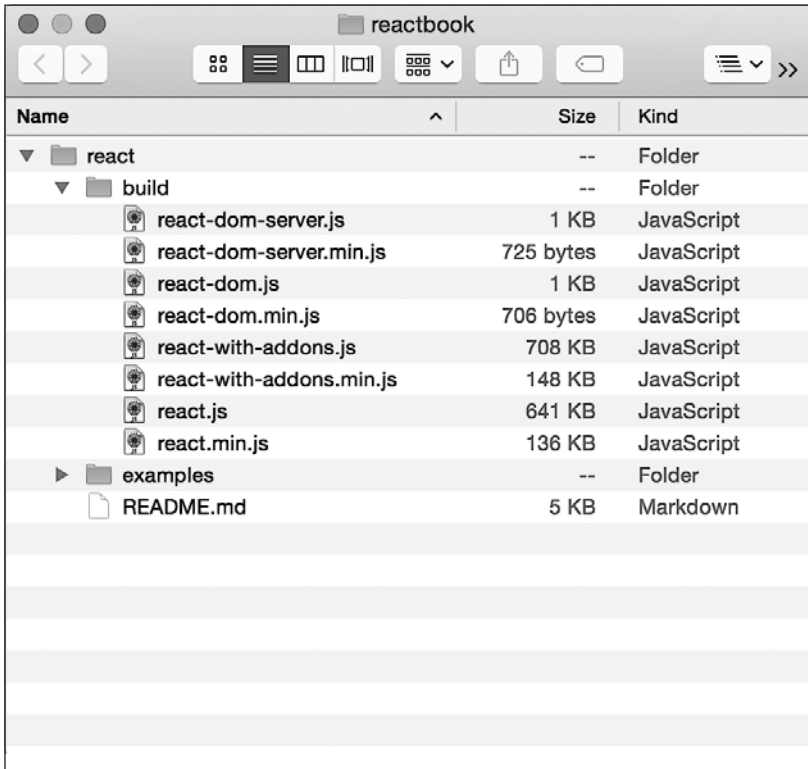 reactbook
Name Size Kind
react -- Folder
build -- Folder
react-dom-server.js 1 KB JavaScript
react-dom-server.min.js 725 bytes JavaScript
react-dom.js 1 KB JavaScript
react-dom.min.js 706 bytes JavaScript
react-with-addons.js 708 KB JavaScript
react-with-addons.min.js 148 KB JavaScript
react.js 641 KB JavaScript
react.min.js 136 KB JavaScript
examples -- Folder
README.md 5 KB Markdown